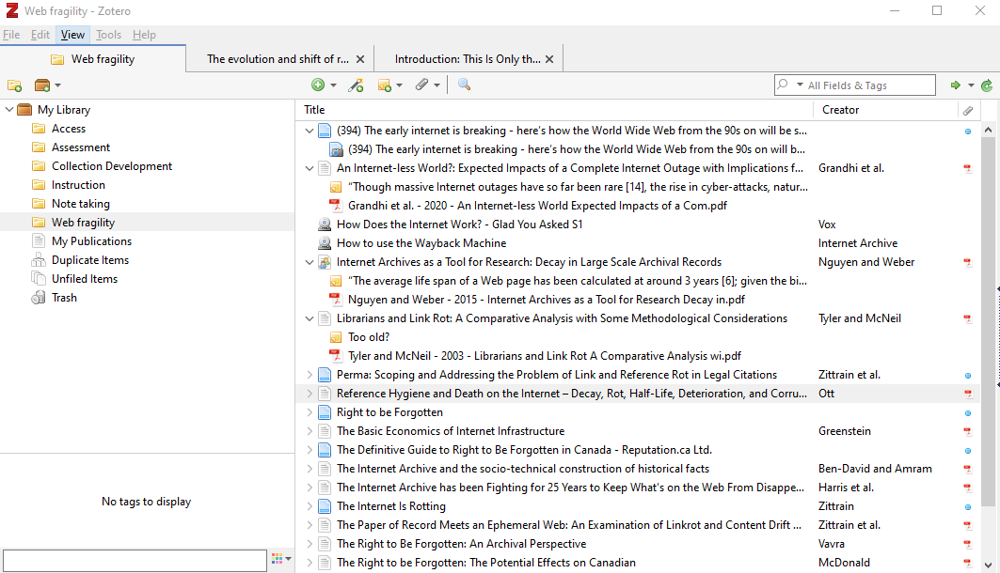 Web fragility - Zotero
File Edit View Tools Help
Web fragility
The evolution and shift of r...
Introduction: This Is Only th...
All Fields & Tags
My Library
Access
Assessment
Collection Development
Instruction
Note taking
Web fragility
My Publications
Duplicate Items
Unfiled Items
Trash
No tags to display
Title Creator
(394) The early internet is breaking - here's how the World Wide Web from the 90s on will be s...
(394) The early internet is breaking - here's how the World Wide Web from the 90s on will b...
An Internet-less World?: Expected Impacts of a Complete Internet Outage with Implications f... Grandhi et al.
“Though massive Internet outages have so far been rare [14], the rise in cyber-attacks, natur...
Grandhi et al. - 2020 - An Internet-less World Expected Impacts of a Com.pdf
How Does the Internet Work? - Glad You Asked S1 Vox
How to use the Wayback Machine Internet Archive
Internet Archives as a Tool for Research: Decay in Large Scale Archival Records Nguyen and Weber
“The average life span of a Web page has been calculated at around 3 years [6]; given the bi...
Nguyen and Weber - 2015 - Internet Archives as a Tool for Research Decay in.pdf
Librarians and Link Rot: A Comparative Analysis with Some Methodological Considerations Tyler and McNeil
Too old?
Tyler and McNeil - 2003 - Librarians and Link Rot A Comparative Analysis wi.pdf
Perma: Scoping and Addressing the Problem of Link and Reference Rot in Legal Citations Zittrain et al.
Reference Hygiene and Death on the Internet – Decay, Rot, Half-Life, Deterioration, and Corru... Ott
Right to be Forgotten
The Basic Economics of Internet Infrastructure Greenstein
The Definitive Guide to Right to Be Forgotten in Canada - Reputation.ca Ltd.
The Internet Archive and the socio-technical construction of historical facts Ben-David and Amram
The Internet Archive has been Fighting for 25 Years to Keep What's on the Web From Disappe... Harris et al.
The Internet Is Rotting Zittrain
The Paper of Record Meets an Ephemeral Web: An Examination of Linkrot and Content Drift ... Zittrain et al.
The Right to Be Forgotten: An Archival Perspective Vavra
The Right to be Forgotten: The Potential Effects on Canadian McDonald